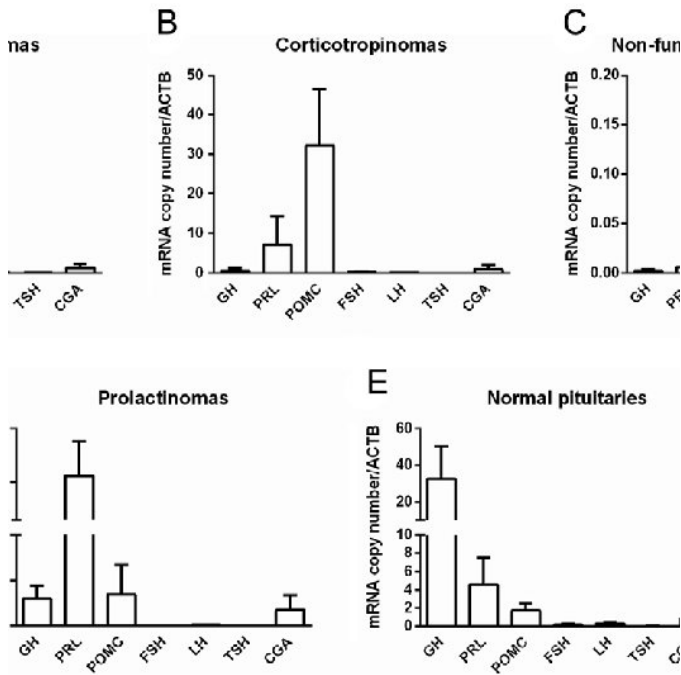 mas
B
Corticotropinomas
mRNA copy number/ACTB
50
40
30
20
10
0
GH PRL POMC FSH LH TSH CGA
TSH CGA
C
Non-fun
mRNA copy number/ACTB
0.20
0.15
0.10
0.05
0.00
GH PR
Prolactinomas
GH PRL POMC FSH LH TSH CGA
E
Normal pituitaries
mRNA copy number/ACTB
60
40
20
10
8
6
4
2
0
GH PRL POMC FSH LH TSH CG